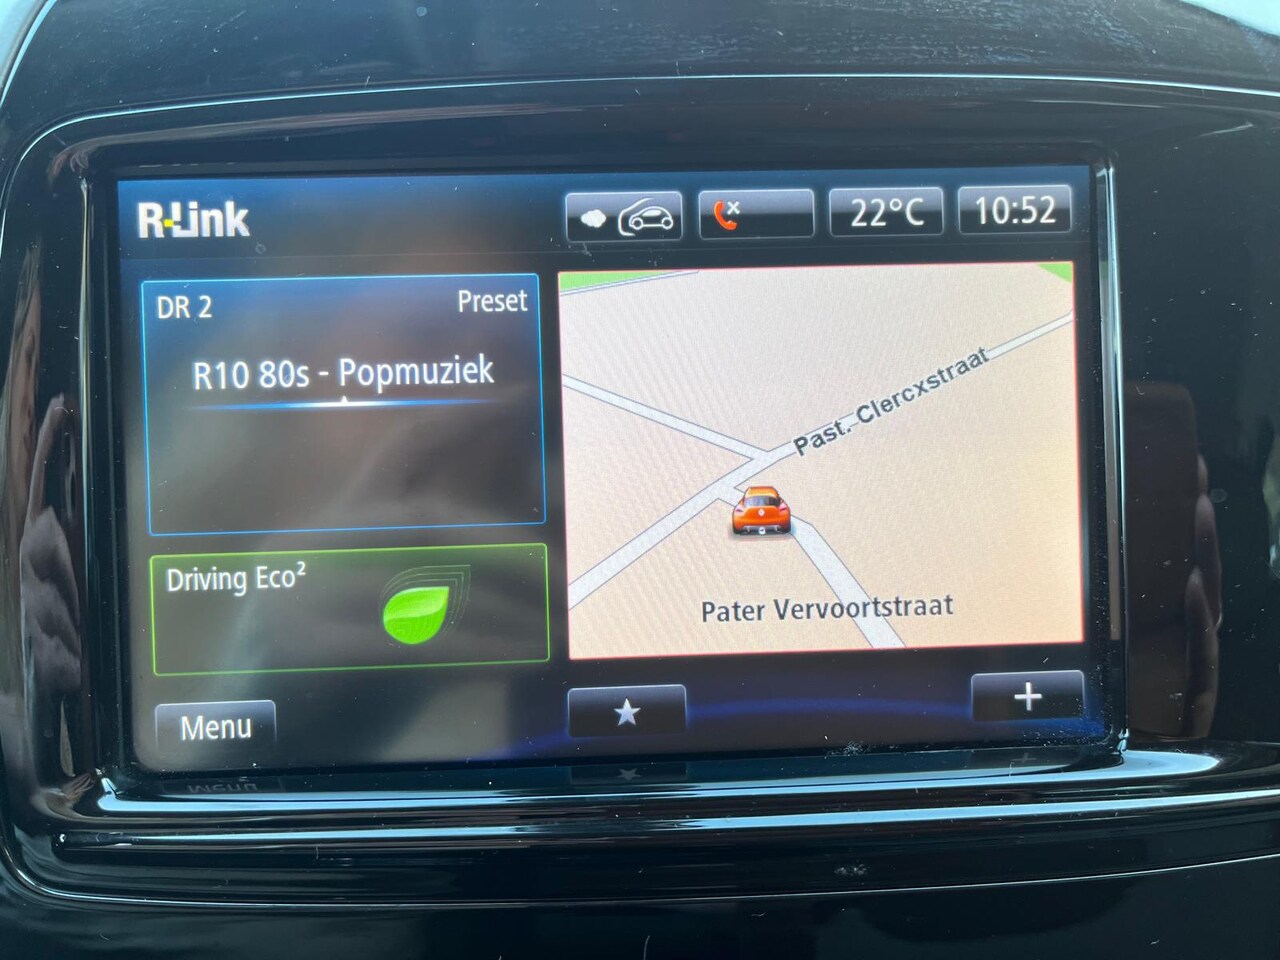 R-Link
22°C
10:52
DR 2
Preset
R10 80s - Popmuziek
Past. Clercxstraat
Driving Eco²
Pater Vervoortstraat
Menu